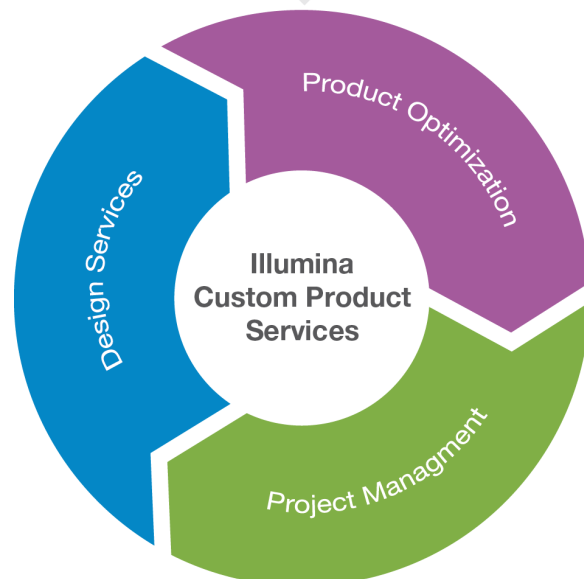 Product Optimization
Design Services
Illumina
Custom Product
Services
Project Managment